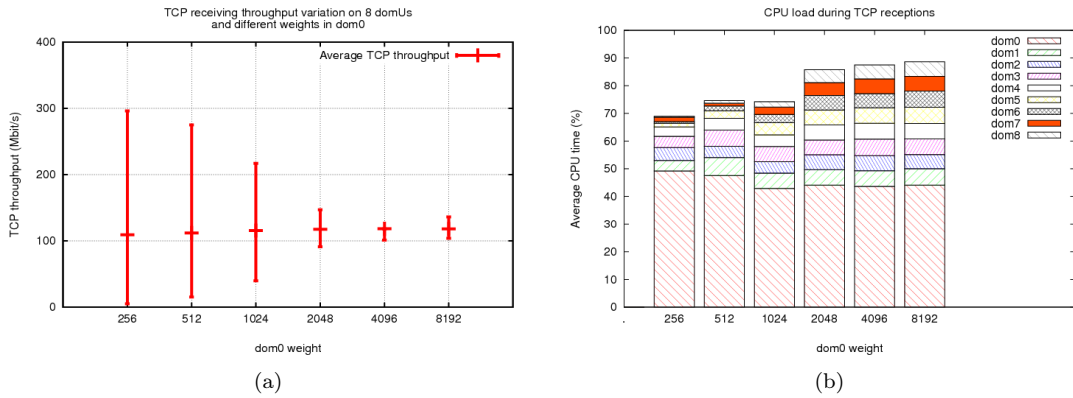 TCP receiving throughput variation on 8 domUs
and different weights in dom0
400
300
200
100
0
TCP throughput (Mbit/s)
Average TCP throughput
256 512 1024 2048 4096 8192
dom0 weight
(a)
CPU load during TCP receptions
100
90
80
70
60
50
40
30
20
10
0
Average CPU time (%)
dom0
dom1
dom2
dom3
dom4
dom5
dom6
dom7
dom8
. 256 512 1024 2048 4096 8192
dom0 weight
(b)